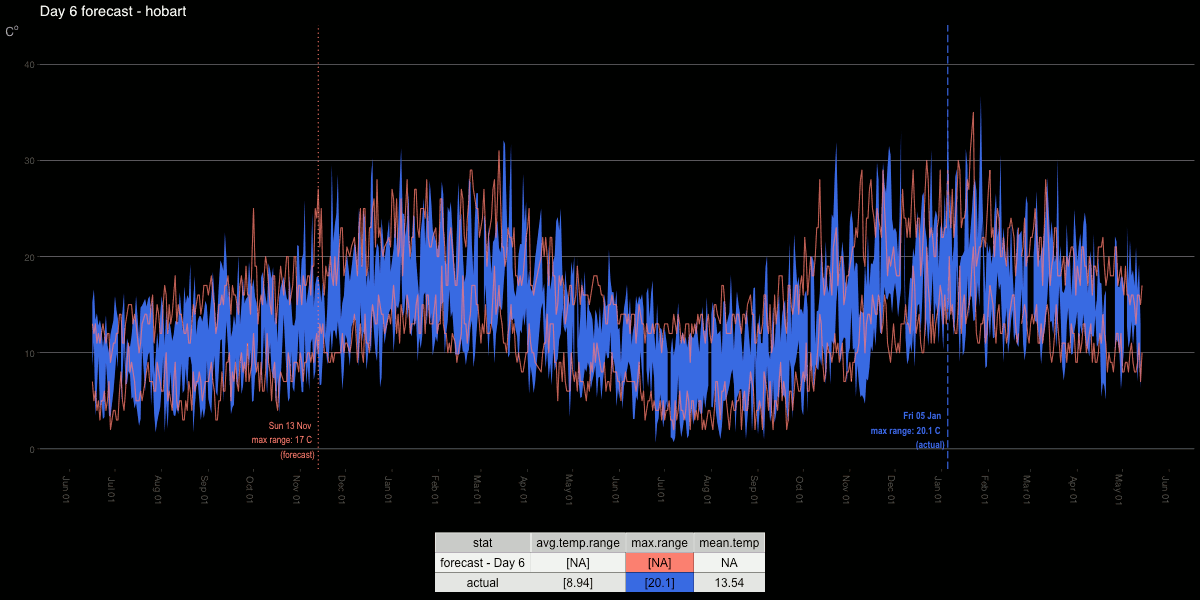 Day 6 forecast - hobart
C°
40
30
20
10
0
Sun 13 Nov
max range: 17 C
(forecast)
Fri 05 Jan
max range: 20.1 C
(actual)
Jun 01 Jul 01 Aug 01 Sep 01 Oct 01 Nov 01 Dec 01 Jan 01 Feb 01 Mar 01 Apr 01 May 01 Jun 01 Jul 01 Aug 01 Sep 01 Oct 01 Nov 01 Dec 01 Jan 01 Feb 01 Mar 01 Apr 01 May 01 Jun 01
stat avg.temp.range max.range mean.temp
forecast - Day 6 [NA] [NA] NA
actual [8.94] [20.1] 13.54